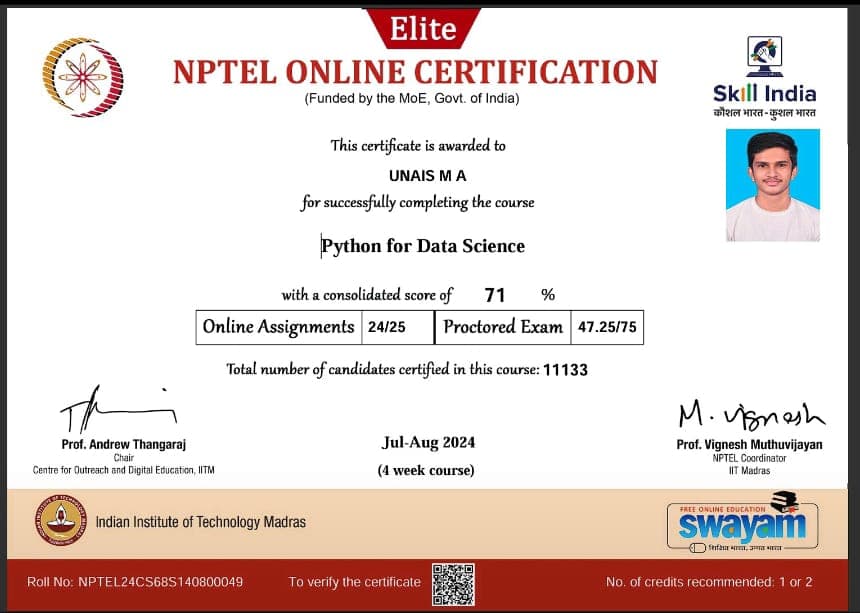 Elite
NPTEL ONLINE CERTIFICATION
(Funded by the MoE, Govt. of India)
Skill India
कौशल भारत - कुशल भारत
This certificate is awarded to
UNAIS M A
for successfully completing the course
Python for Data Science
with a consolidated score of 71 %
Online Assignments 24/25 Proctored Exam 47.25/75
Total number of candidates certified in this course: 11133
M. Vignesh
Prof. Andrew Thangaraj
Chair
Centre for Outreach and Digital Education, IITM
Jul-Aug 2024
(4 week course)
Prof. Vignesh Muthuvijayan
NPTEL Coordinator
IIT Madras
Indian Institute of Technology Madras
FREE ONLINE EDUCATION
swayam
शिक्षित भारत, उन्नत भारत
Roll No: NPTEL24CS68S140800049
To verify the certificate
No. of credits recommended: 1 or 2